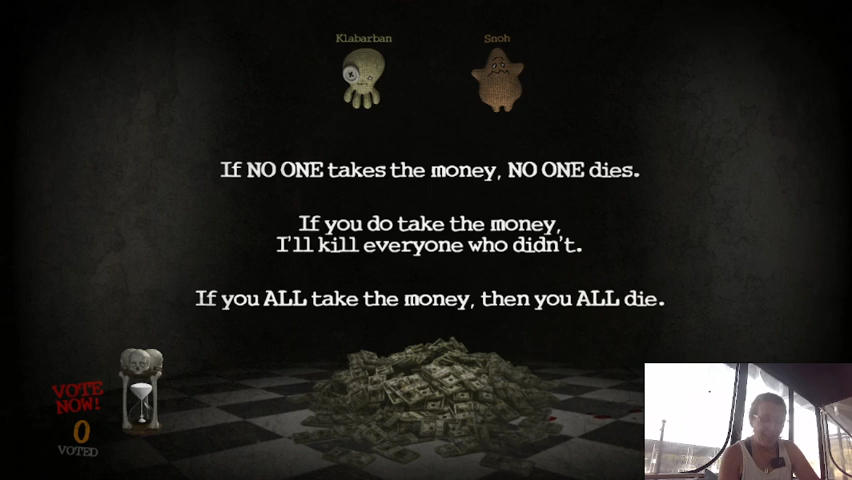 Klabarban
Snoh
If NO ONE takes the money, NO ONE dies.
If you do take the money,
I'll kill everyone who didn't.
If you ALL take the money, then you ALL die.
VOTE
NOW!
0
VOTED